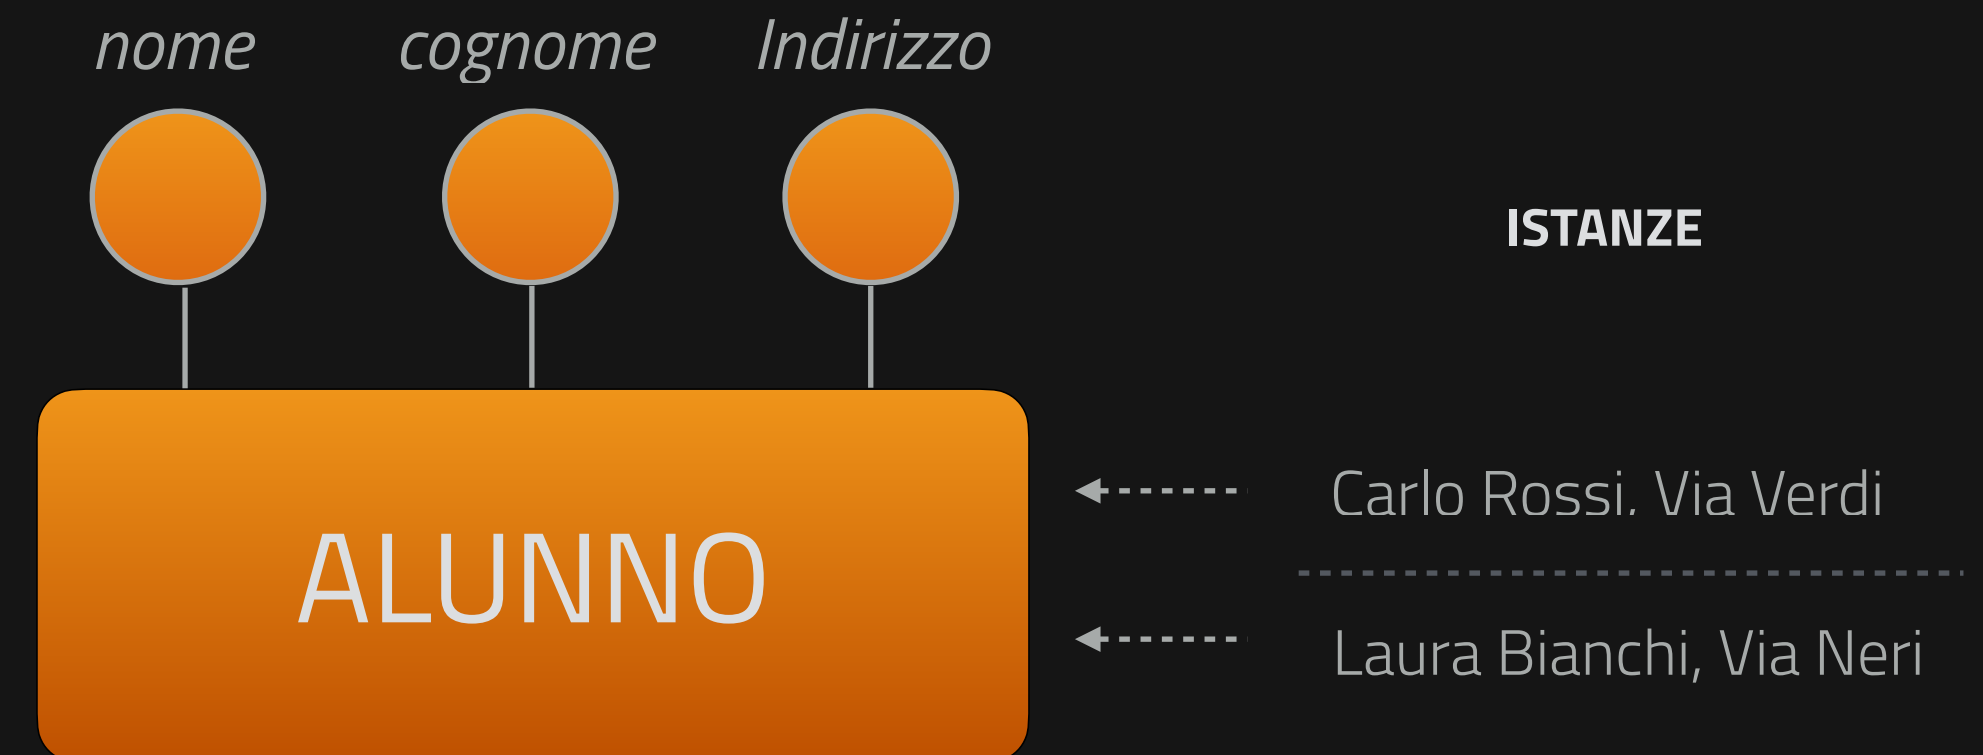 nome
cognome
Indirizzo
ISTANZE
ALUNNO
Carlo Rossi, Via Verdi
Laura Bianchi, Via Neri